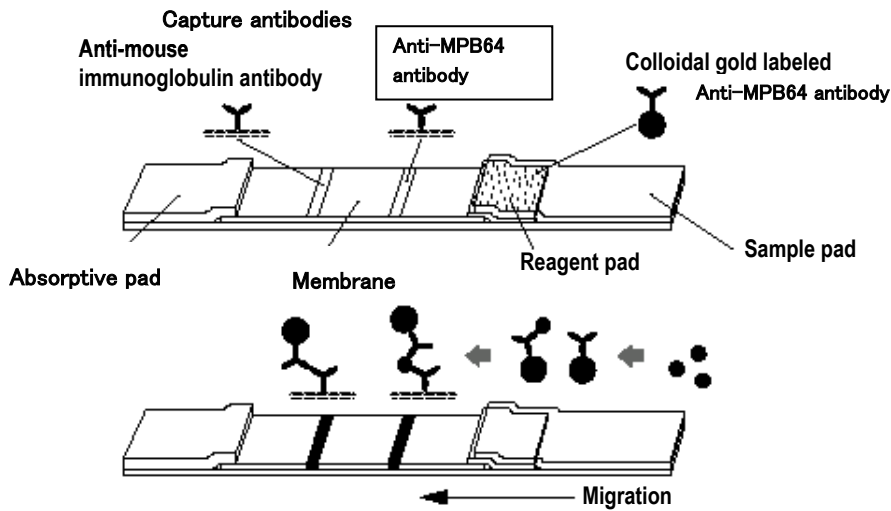 Capture antibodies
Anti-mouse
immunoglobulin antibody
Anti-MPB64
antibody
Colloidal gold labeled
Anti-MPB64 antibody
Reagent pad
Sample pad
Absorptive pad
Membrane
Migration